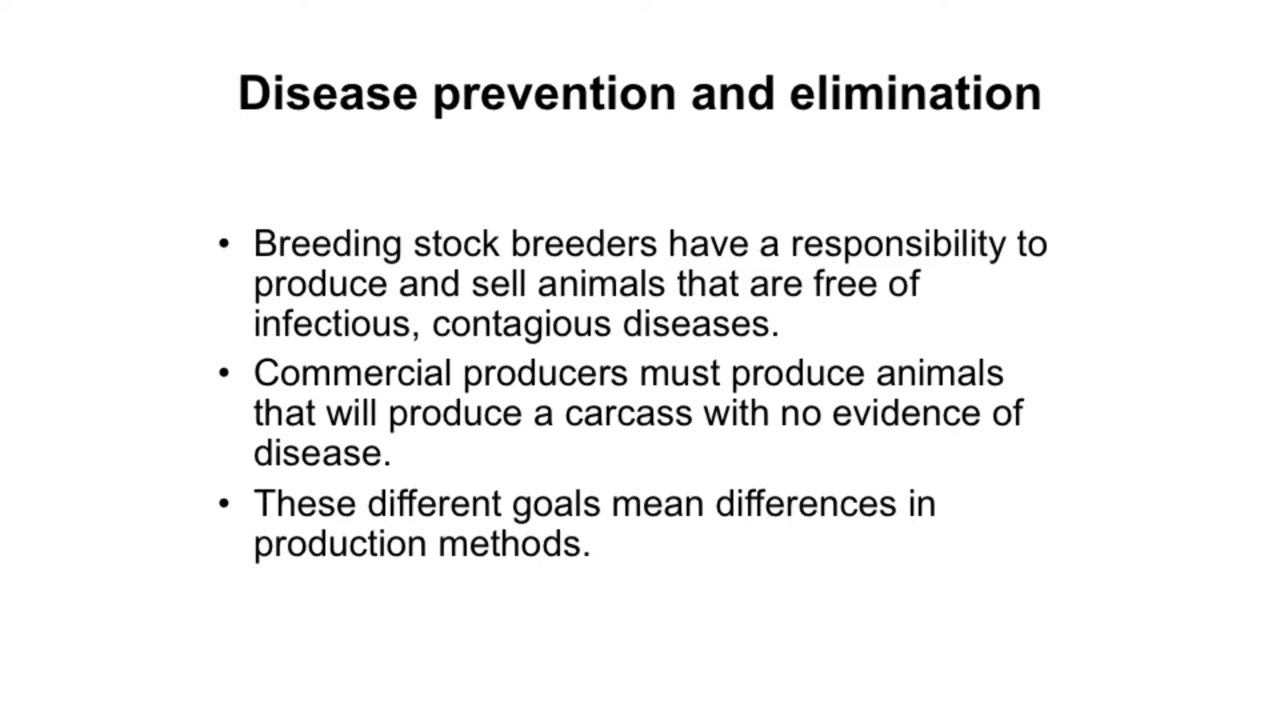 Disease prevention and elimination
• Breeding stock breeders have a responsibility to
produce and sell animals that are free of
infectious, contagious diseases.
• Commercial producers must produce animals
that will produce a carcass with no evidence of
disease.
• These different goals mean differences in
production methods.